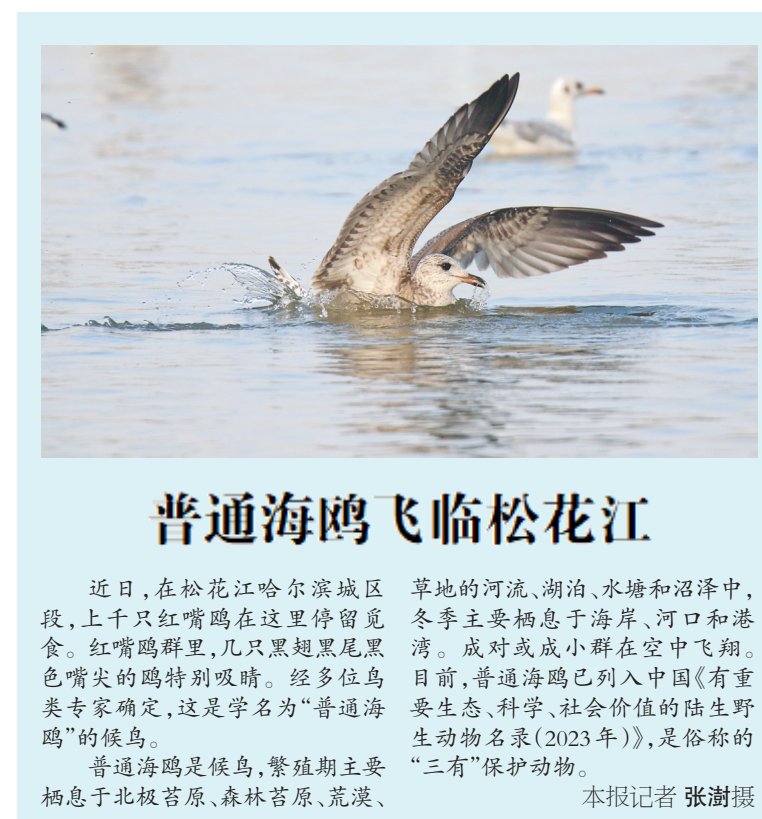 普通海鸥飞临松花江
近日,在松花江哈尔滨城区
段,上千只红嘴鸥在这里停留觅
食。红嘴鸥群里,几只黑翅黑尾黑
色嘴尖的鸥特别吸睛。经多位鸟
类专家确定,这是学名为“普通海
鸥”的候鸟。
普通海鸥是候鸟,繁殖期主要
栖息于北极苔原、森林苔原、荒漠、
草地的河流、湖泊、水塘和沼泽中,
冬季主要栖息于海岸、河口和港
湾。成对或成小群在空中飞翔。
目前,普通海鸥已列入中国《有重
要生态、科学、社会价值的陆生野
生动物名录(2023年)》,是俗称的
“三有”保护动物。
本报记者 张澍摄